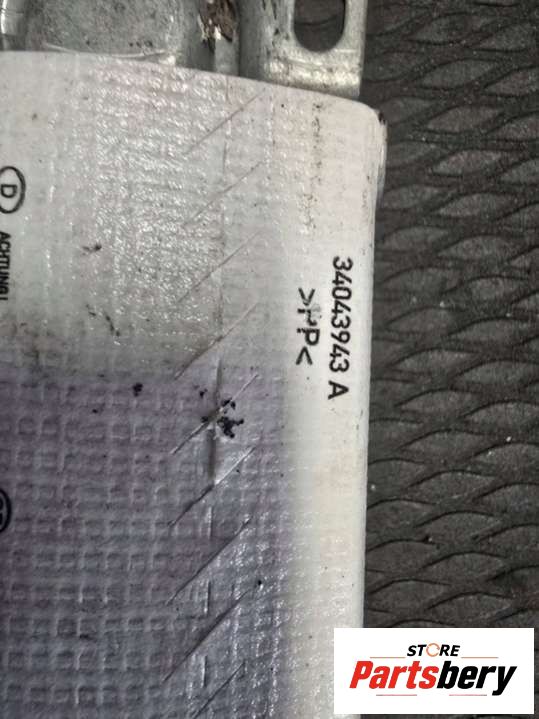 34043943 A
>PP<
D
ACHTUNG!
STORE
Partsbery